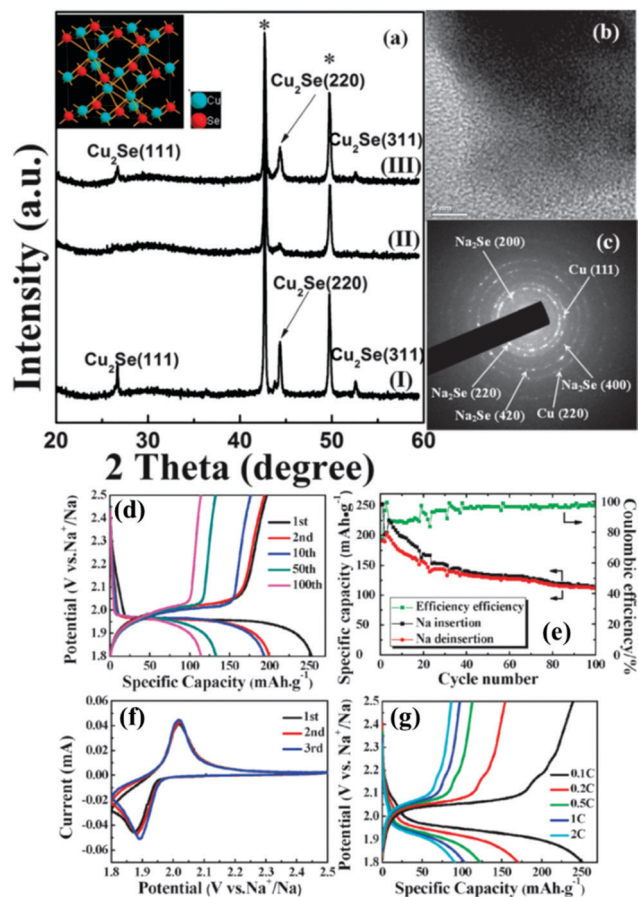 (a)
*
*
Cu
Se
Cu2Se(220)
Cu2Se(111)
Cu2Se(311)
(III)
(II)
Cu2Se(220)
Cu2Se(111)
Cu2Se(311)
(I)
Intensity (a.u.)
20 30 40 50 60
2 Theta (degree)
(b)
5 nm
(c)
Na2Se (200)
Cu (111)
Na2Se (220)
Na2Se (400)
Na2Se (420)
Cu (220)
(d)
Potential (V vs.Na+/Na)
2.5
2.4
2.3
2.2
2.1
2.0
1.9
1.8
1st
2nd
10th
50th
100th
0 50 100 150 200 250
Specific Capacity (mAh.g-1)
(e)
Specific capacity (mAh•g-1)
250
200
150
100
50
0
100
80
60
40
20
0
Coulombic efficiency/%
Efficiency efficiency
Na insertion
Na deinsertion
0 20 40 60 80 100
Cycle number
(f)
Current (mA)
0.06
0.04
0.02
0.00
-0.02
-0.04
-0.06
1st
2nd
3rd
1.8 1.9 2.0 2.1 2.2 2.3 2.4 2.5
Potential (V vs.Na+/Na)
(g)
Potential (V vs. Na+/Na)
2.5
2.4
2.3
2.2
2.1
2.0
1.9
1.8
0.1C
0.2C
0.5C
1C
2C
0 50 100 150 200 250
Specific Capacity (mAh.g-1)